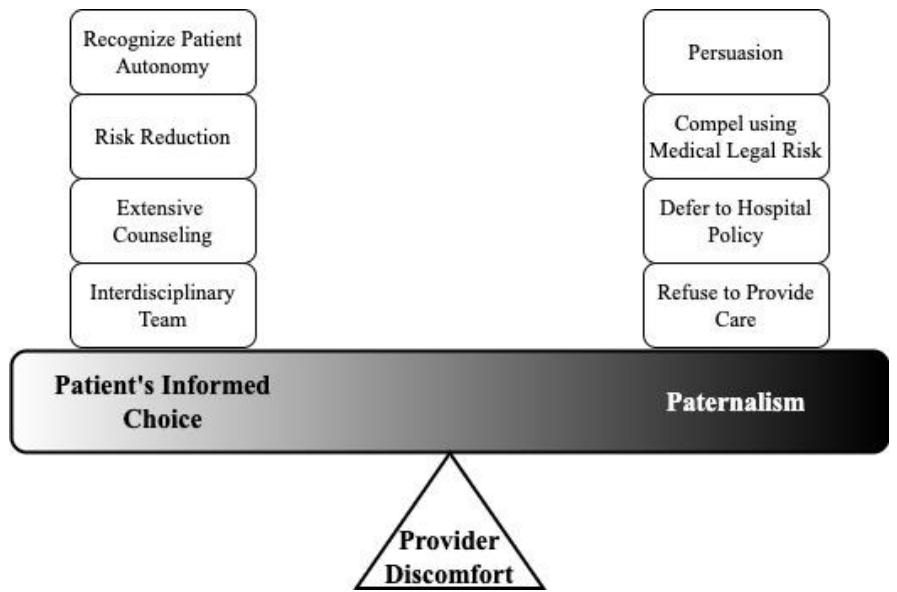 Recognize Patient
Autonomy
Risk Reduction
Extensive
Counseling
Interdisciplinary
Team
Persuasion
Compel using
Medical Legal Risk
Defer to Hospital
Policy
Refuse to Provide
Care
Patient's Informed
Choice
Paternalism
Provider
Discomfort